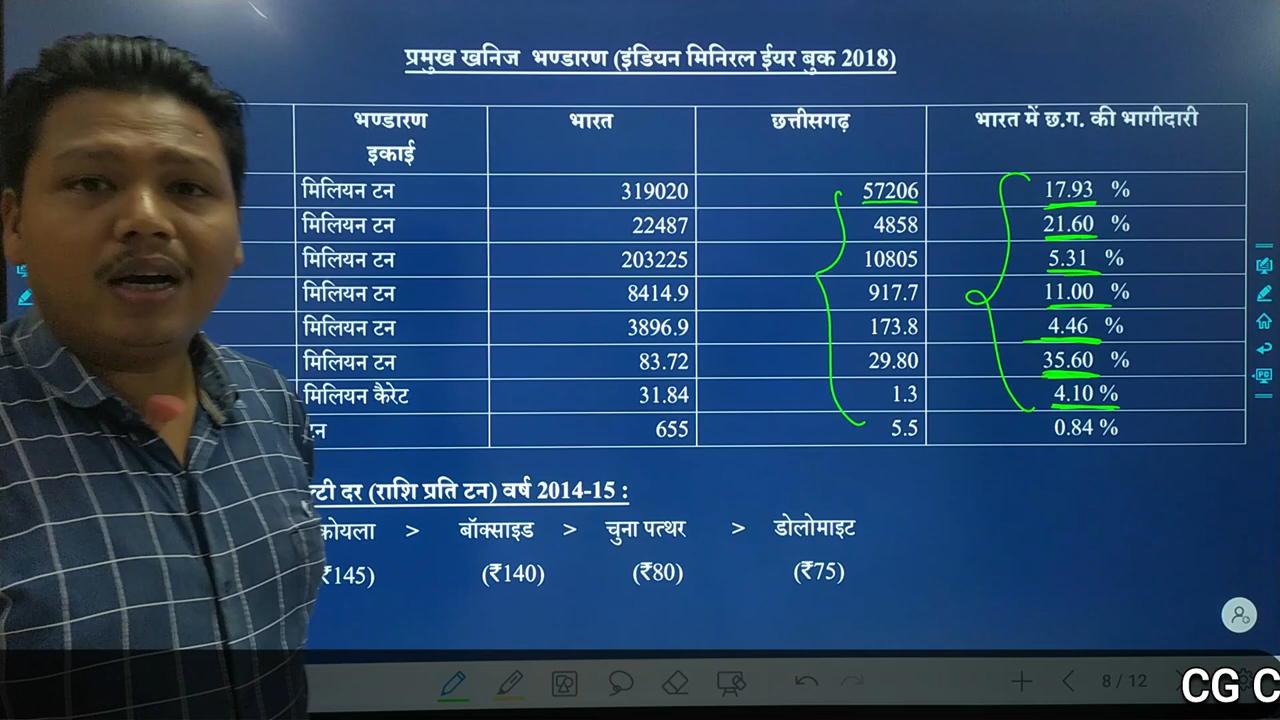 प्रमुख खनिज भण्डारण (इंडियन मिनिरल ईयर बुक 2018)
भण्डारण इकाई भारत छत्तीसगढ़ भारत में छ.ग. की भागीदारी
मिलियन टन 319020 57206 17.93 %
मिलियन टन 22487 4858 21.60 %
मिलियन टन 203225 10805 5.31 %
मिलियन टन 8414.9 917.7 11.00 %
मिलियन टन 3896.9 173.8 4.46 %
मिलियन टन 83.72 29.80 35.60 %
मिलियन कैरेट 31.84 1.3 4.10 %
टन 655 5.5 0.84 %
दर (राशि प्रति टन) वर्ष 2014-15 :
कोयला > बॉक्साइड > चुना पत्थर > डोलोमाइट
₹145) (₹140) (₹80) (₹75)
8 / 12
CG C